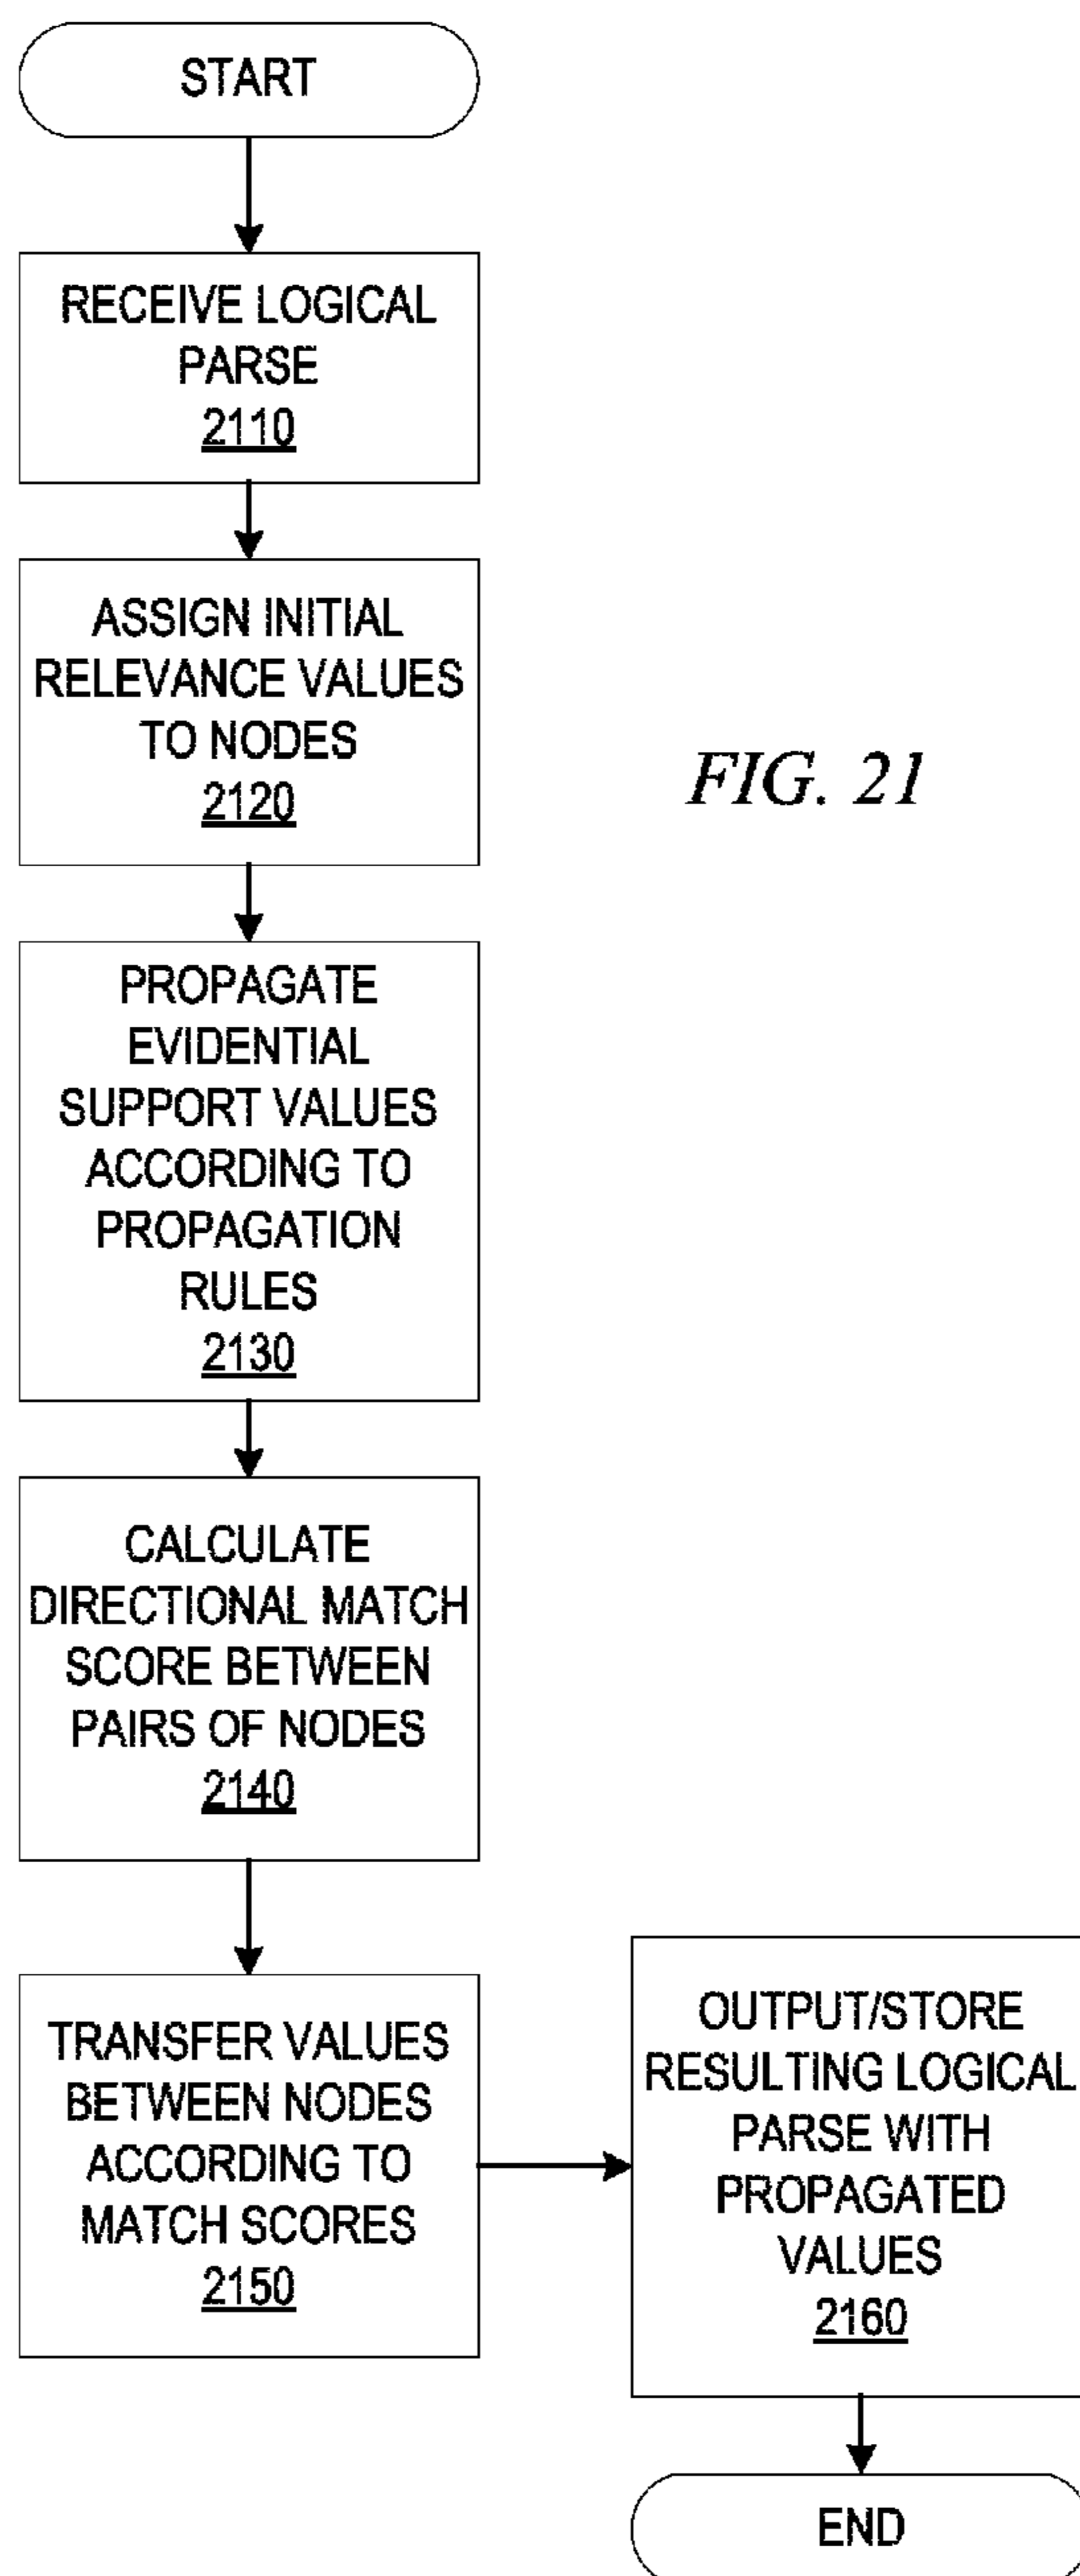 START
RECEIVE LOGICAL
PARSE
2110
ASSIGN INITIAL
RELEVANCE VALUES
TO NODES
2120
FIG. 21
PROPAGATE
EVIDENTIAL
SUPPORT VALUES
ACCORDING TO
PROPAGATION
RULES
2130
CALCULATE
DIRECTIONAL MATCH
SCORE BETWEEN
PAIRS OF NODES
2140
TRANSFER VALUES
BETWEEN NODES
ACCORDING TO
MATCH SCORES
2150
OUTPUT/STORE
RESULTING LOGICAL
PARSE WITH
PROPAGATED
VALUES
2160
END